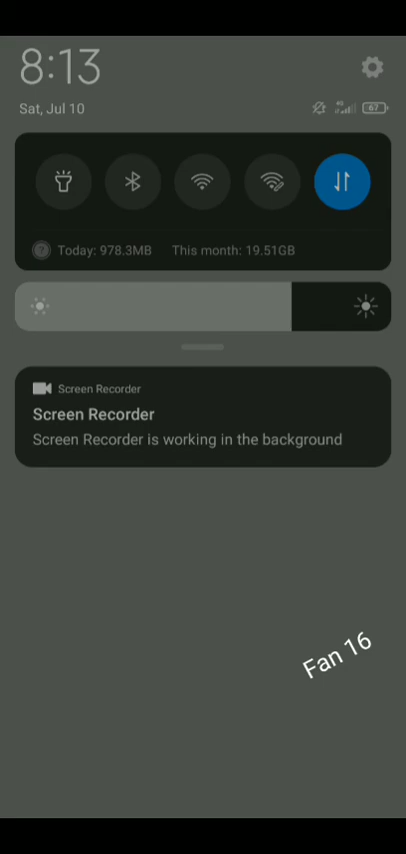 8:13
Sat, Jul 10
4G
67
Today: 978.3MB This month: 19.51GB
Screen Recorder
Screen Recorder
Screen Recorder is working in the background
Fan 16